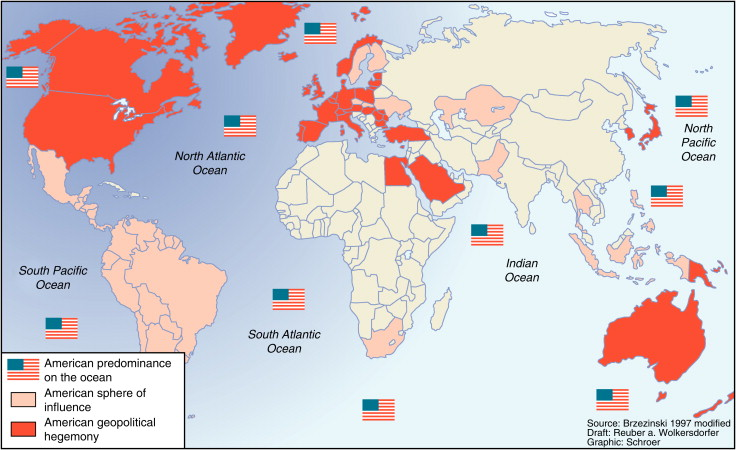 North Atlantic
Ocean
North
Pacific
Ocean
South Pacific
Ocean
Indian
Ocean
South Atlantic
Ocean
American predominance
on the ocean
American sphere of
influence
American geopolitical
hegemony
Source: Brzezinski 1997 modified
Draft: Reuber a. Wolkersdorfer
Graphic: Schroer